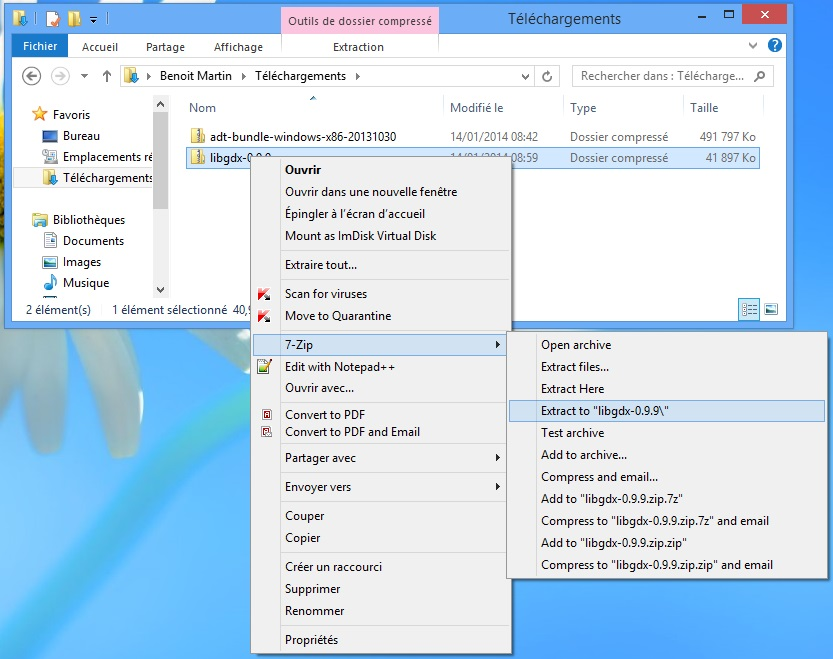 Outils de dossier compressé
Téléchargements
Fichier
Accueil
Partage
Affichage
Extraction
Benoit Martin
Téléchargements
Rechercher dans : Télécharge...
Favoris
Bureau
Emplacements ré
Téléchargements
Bibliothèques
Documents
Images
Musique
Nom
Modifié le
Type
Taille
adt-bundle-windows-x86-20131030
14/01/2014 08:42
Dossier compressé
491 797 Ko
libgdx-0.9.9
14/01/2014 08:59
Dossier compressé
41 897 Ko
2 élément(s)
1 élément sélectionné 40,9
Ouvrir
Ouvrir dans une nouvelle fenêtre
Épingler à l'écran d'accueil
Mount as ImDisk Virtual Disk
Extraire tout...
Scan for viruses
Move to Quarantine
7-Zip
Edit with Notepad++
Ouvrir avec...
Convert to PDF
Convert to PDF and Email
Partager avec
Envoyer vers
Couper
Copier
Créer un raccourci
Supprimer
Renommer
Propriétés
Open archive
Extract files...
Extract Here
Extract to "libgdx-0.9.9\"
Test archive
Add to archive...
Compress and email...
Add to "libgdx-0.9.9.zip.7z"
Compress to "libgdx-0.9.9.zip.7z" and email
Add to "libgdx-0.9.9.zip.zip"
Compress to "libgdx-0.9.9.zip.zip" and email